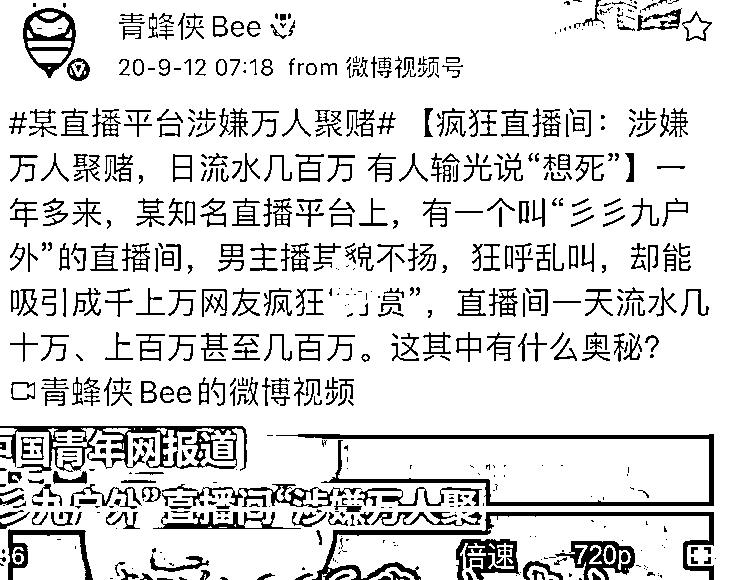 青蜂侠Bee
20-9-12 07:18 from 微博视频号
#某直播平台涉嫌万人聚赌# 【疯狂直播间：涉嫌
万人聚赌，日流水几百万 有人输光说“想死”】一
年多来，某知名直播平台上，有一个叫“彡彡九户
外”的直播间，男主播其貌不扬，狂呼乱叫，却能
吸引成千上万网友疯狂“打赏”，直播间一天流水几
十万、上百万甚至几百万。这其中有什么奥秘？
青蜂侠Bee的微博视频
中国青年网报道
彡九户外”直播间“涉嫌万人聚
:6 倍速 720p